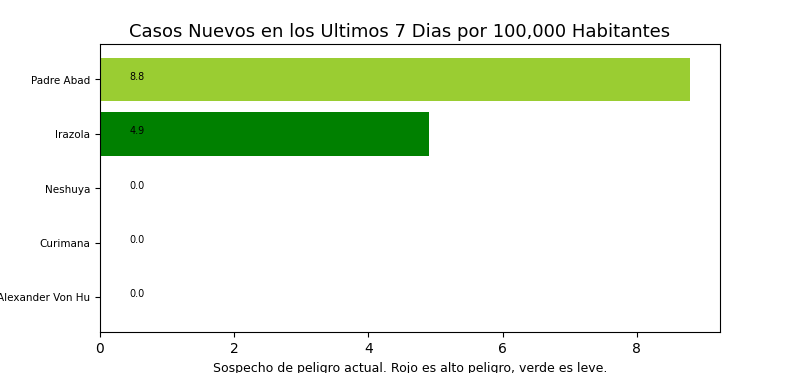 Casos Nuevos en los Ultimos 7 Dias por 100,000 Habitantes
Padre Abad 8.8
Irazola 4.9
Neshuya 0.0
Curimana 0.0
Alexander Von Hu 0.0
0 2 4 6 8
Sospecho de peligro actual. Rojo es alto peligro, verde es leve.